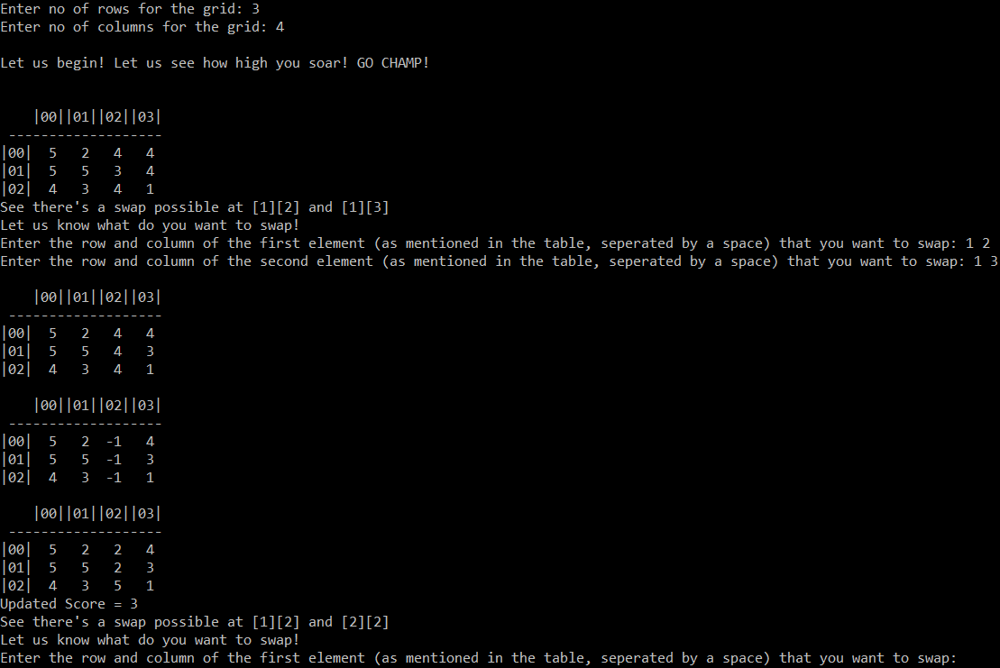 Enter no of rows for the grid: 3
Enter no of columns for the grid: 4
Let us begin! Let us see how high you soar! GO CHAMP!
|00||01||02||03|
-------------------
|00|  5   2   4   4
|01|  5   5   3   4
|02|  4   3   4   1
See there's a swap possible at [1][2] and [1][3]
Let us know what do you want to swap!
Enter the row and column of the first element (as mentioned in the table, seperated by a space) that you want to swap: 1 2
Enter the row and column of the second element (as mentioned in the table, seperated by a space) that you want to swap: 1 3
|00||01||02||03|
-------------------
|00|  5   2   4   4
|01|  5   5   4   3
|02|  4   3   4   1
|00||01||02||03|
-------------------
|00|  5   2  -1   4
|01|  5   5  -1   3
|02|  4   3  -1   1
|00||01||02||03|
-------------------
|00|  5   2   2   4
|01|  5   5   2   3
|02|  4   3   5   1
Updated Score = 3
See there's a swap possible at [1][2] and [2][2]
Let us know what do you want to swap!
Enter the row and column of the first element (as mentioned in the table, seperated by a space) that you want to swap: